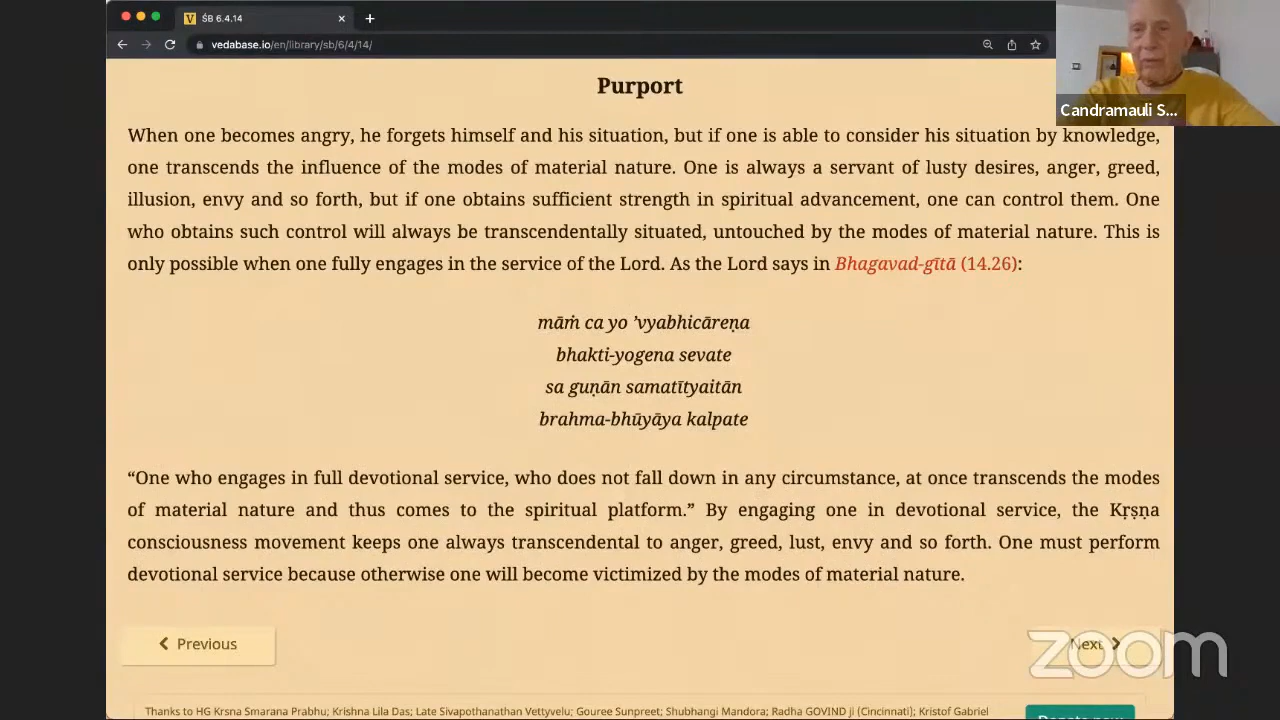 ŚB 6.4.14
vedabase.io/en/library/sb/6/4/14/
Candramauli S...
Purport
When one becomes angry, he forgets himself and his situation, but if one is able to consider his situation by knowledge,
one transcends the influence of the modes of material nature. One is always a servant of lusty desires, anger, greed,
illusion, envy and so forth, but if one obtains sufficient strength in spiritual advancement, one can control them. One
who obtains such control will always be transcendentally situated, untouched by the modes of material nature. This is
only possible when one fully engages in the service of the Lord. As the Lord says in Bhagavad-gītā (14.26):
māṁ ca yo ’vyabhicāreṇa
bhakti-yogena sevate
sa guṇān samatītyaitān
brahma-bhūyāya kalpate
“One who engages in full devotional service, who does not fall down in any circumstance, at once transcends the modes
of material nature and thus comes to the spiritual platform.” By engaging one in devotional service, the Kṛṣṇa
consciousness movement keeps one always transcendental to anger, greed, lust, envy and so forth. One must perform
devotional service because otherwise one will become victimized by the modes of material nature.
Previous
Next
zoom
Thanks to HG Krsna Smarana Prabhu; Krishna Lila Das; Late Sivapothanathan Vettyvelu; Gouree Sunpreet; Shubhangi Mandora; Radha GOVIND ji (Cincinnati); Kristof Gabriel
Donate now